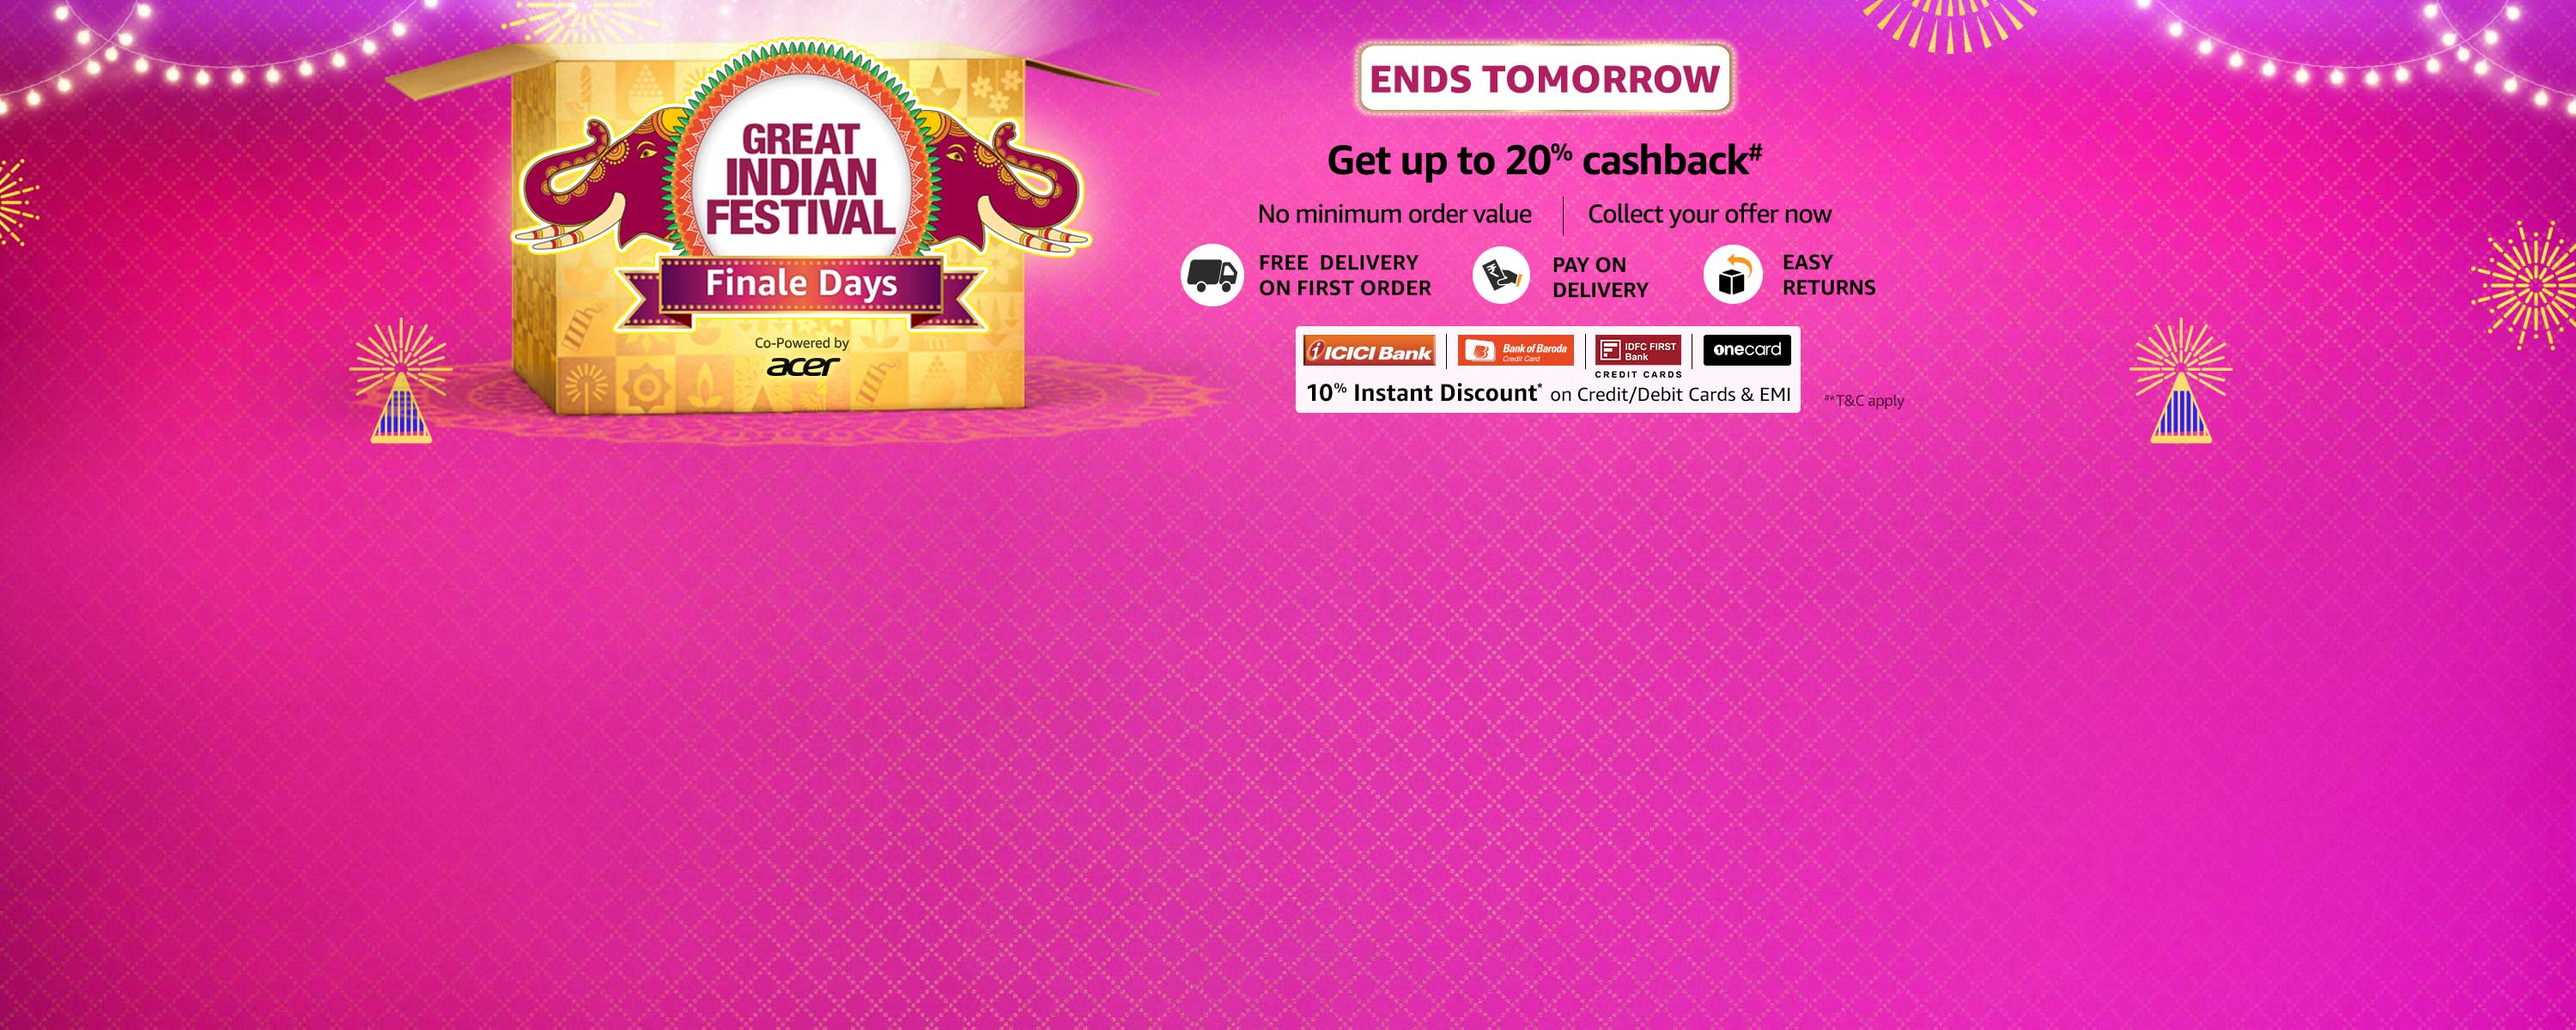 GREAT
INDIAN
FESTIVAL
Finale Days
Co-Powered by
acer
ENDS TOMORROW
Get up to 20% cashback#
No minimum order value | Collect your offer now
FREE DELIVERY
ON FIRST ORDER
PAY ON
DELIVERY
EASY
RETURNS
ICICI Bank
Bank of Baroda
Credit Card
IDFC FIRST
Bank
CREDIT CARDS
onecard
10% Instant Discount* on Credit/Debit Cards & EMI
#*T&C apply